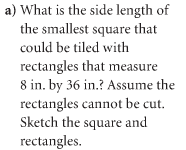 a) What is the side length of
the smallest square that
could be tiled with
rectangles that measure
8 in. by 36 in.? Assume the
rectangles cannot be cut.
Sketch the square and
rectangles.